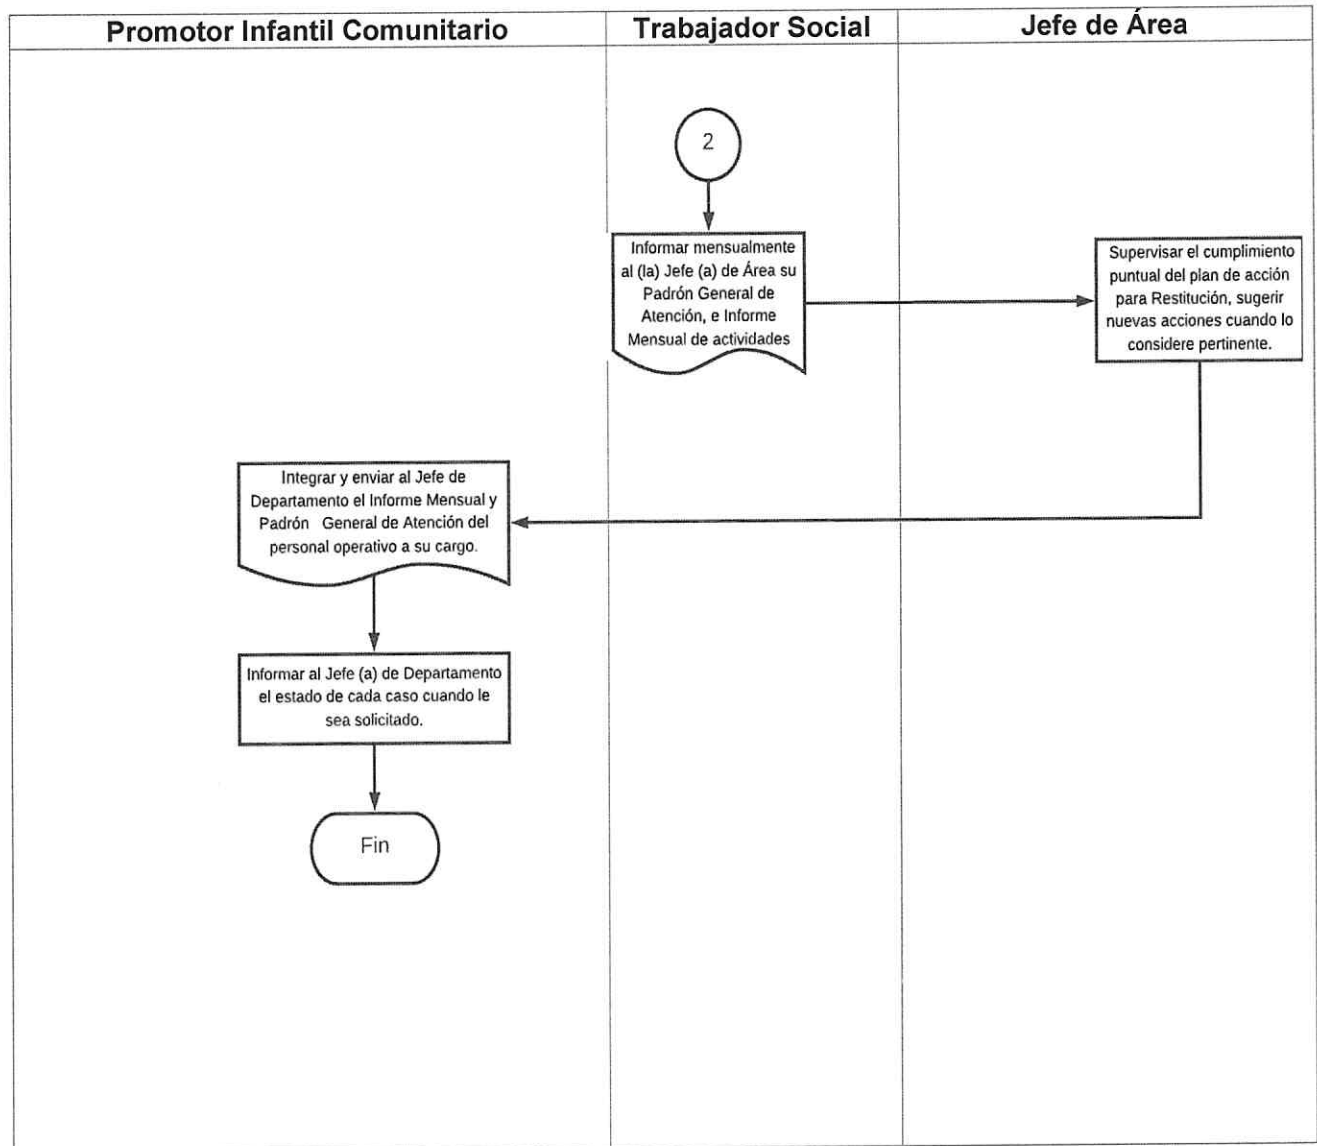 Promotor Infantil Comunitario
Trabajador Social
Jefe de Área
2
Informar mensualmente
al (la) Jefe (a) de Área su
Padrón General de
Atención, e Informe
Mensual de actividades
Supervisar el cumplimiento
puntual del plan de acción
para Restitución, sugerir
nuevas acciones cuando lo
considere pertinente.
Integrar y enviar al Jefe de
Departamento el Informe Mensual y
Padrón General de Atención del
personal operativo a su cargo.
Informar al Jefe (a) de Departamento
el estado de cada caso cuando le
sea solicitado.
Fin